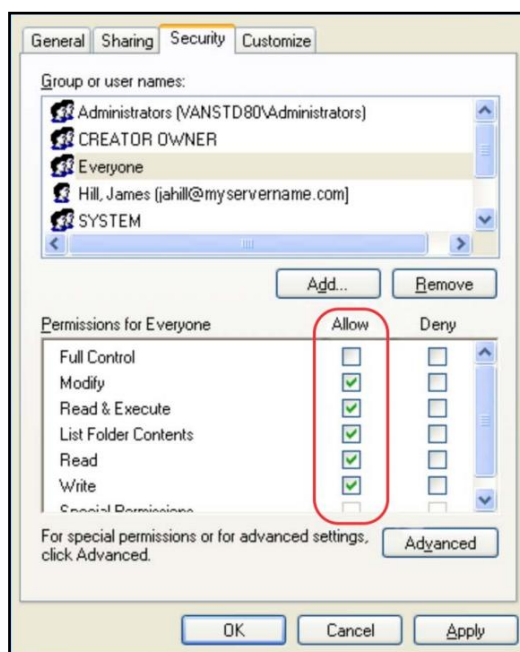 General Sharing Security Customize
Group or user names:
Administrators (VANSTD80\Administrators)
CREATOR OWNER
Everyone
Hill, James (jahill@myservername.com]
SYSTEM
Add... Remove
Permissions for Everyone Allow Deny
Full Control
Modify
Read & Execute
List Folder Contents
Read
Write
Special Permissions
For special permissions or for advanced settings, Advanced
click Advanced.
OK Cancel Apply